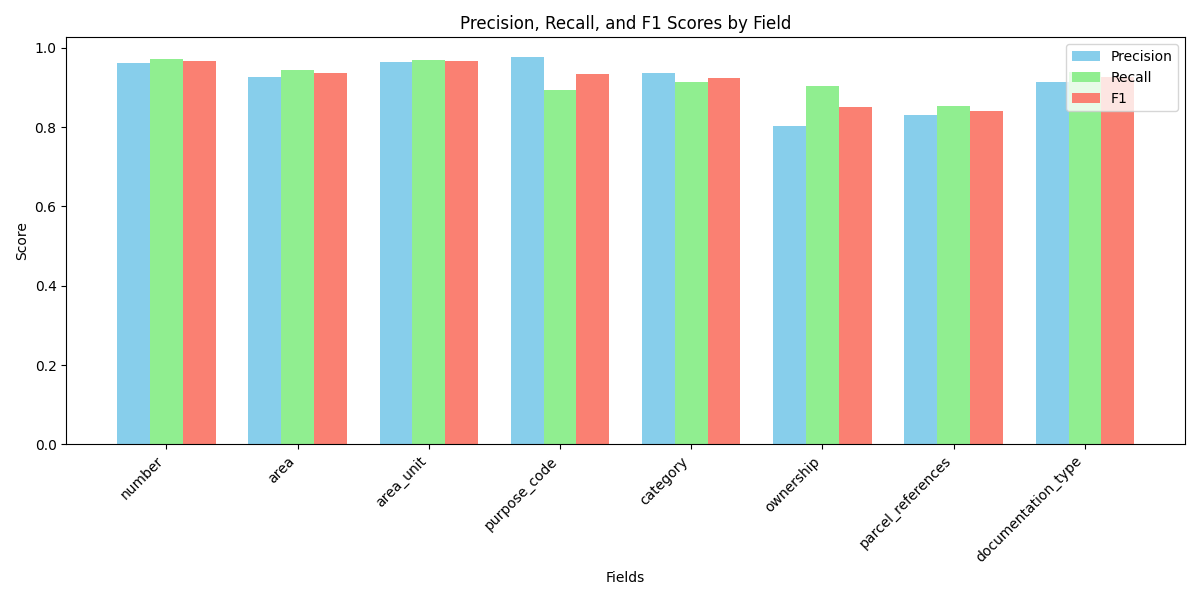 Precision, Recall, and F1 Scores by Field
Precision
Recall
F1
Score
1.0
0.8
0.6
0.4
0.2
0.0
number
area
area_unit
purpose_code
category
ownership
parcel_references
documentation_type
Fields